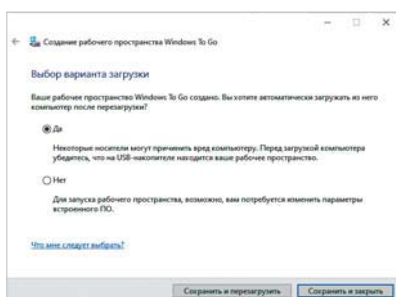 Создание рабочего пространства Windows To Go
Выбор варианта загрузки
Ваше рабочее пространство Windows To Go создано. Вы хотите автоматически загружать из него
компьютер после перезагрузки?
Да
Некоторые носители могут причинить вред компьютеру. Перед загрузкой компьютера
убедитесь, что на USB-накопителе находится ваше рабочее пространство.
Нет
Для запуска рабочего пространства, возможно, вам потребуется изменить параметры
встроенного ПО.
Что мне следует выбрать?
Сохранить и перезагрузить Сохранить и закрыть